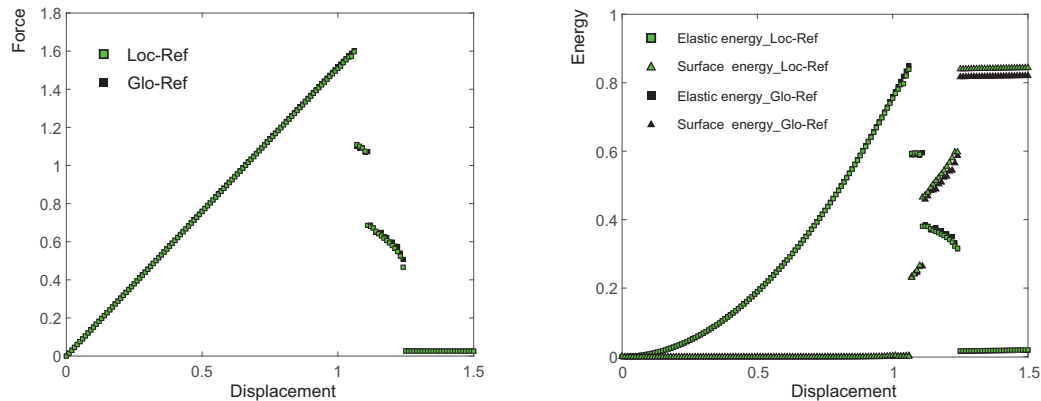 Force
1.8
1.6
1.4
1.2
1
0.8
0.6
0.4
0.2
0
0
0.5
1
1.5
Displacement
Loc-Ref
Glo-Ref
Energy
1
0.8
0.6
0.4
0.2
0
0
0.5
1
1.5
Displacement
Elastic energy_Loc-Ref
Surface energy_Loc-Ref
Elastic energy_Glo-Ref
Surface energy_Glo-Ref